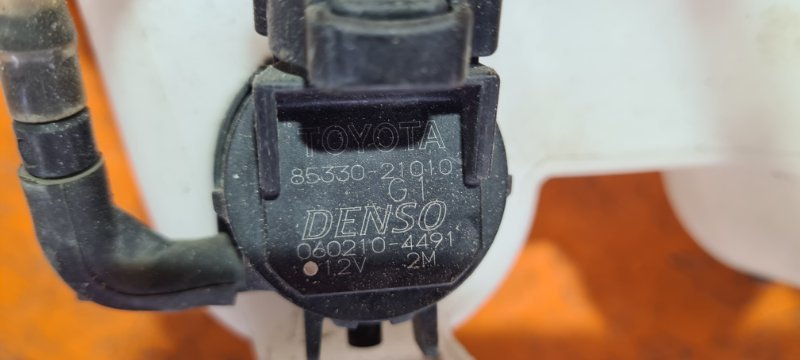 TOYOTA
85330-21010
G1
DENSO
060210-4491
12V 2M